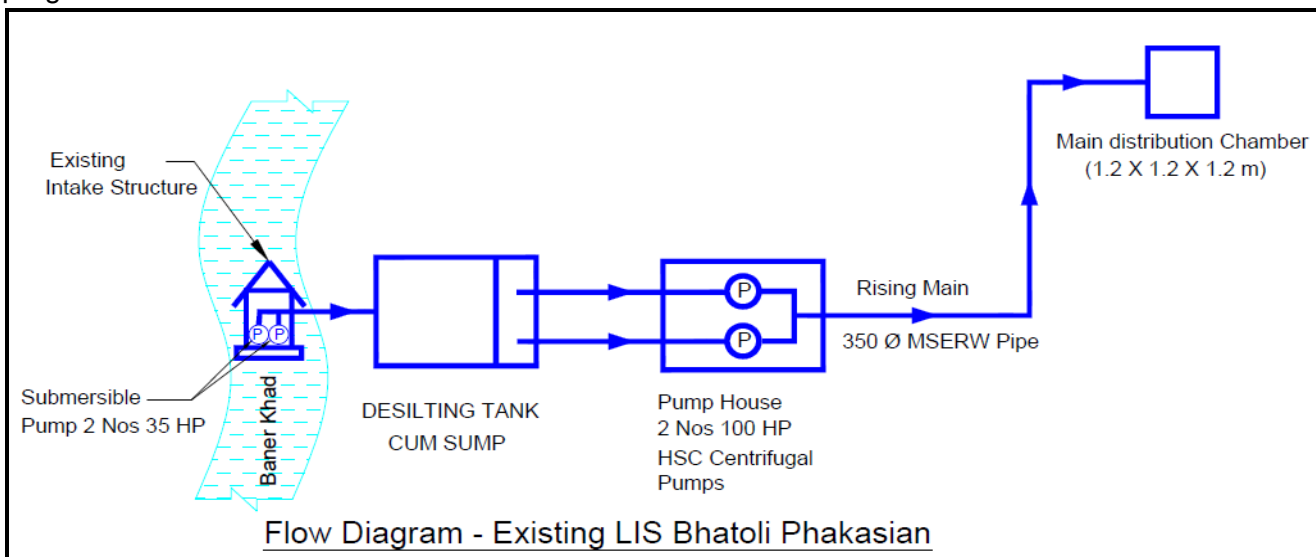 Existing
Intake Structure
Submersible
Pump 2 Nos 35 HP
P P
Baner Khad
DESILTING TANK
CUM SUMP
P
P
Pump House
2 Nos 100 HP
HSC Centrifugal
Pumps
Rising Main
350 Ø MSERW Pipe
Main distribution Chamber
(1.2 X 1.2 X 1.2 m)
Flow Diagram - Existing LIS Bhatoli Phakasian